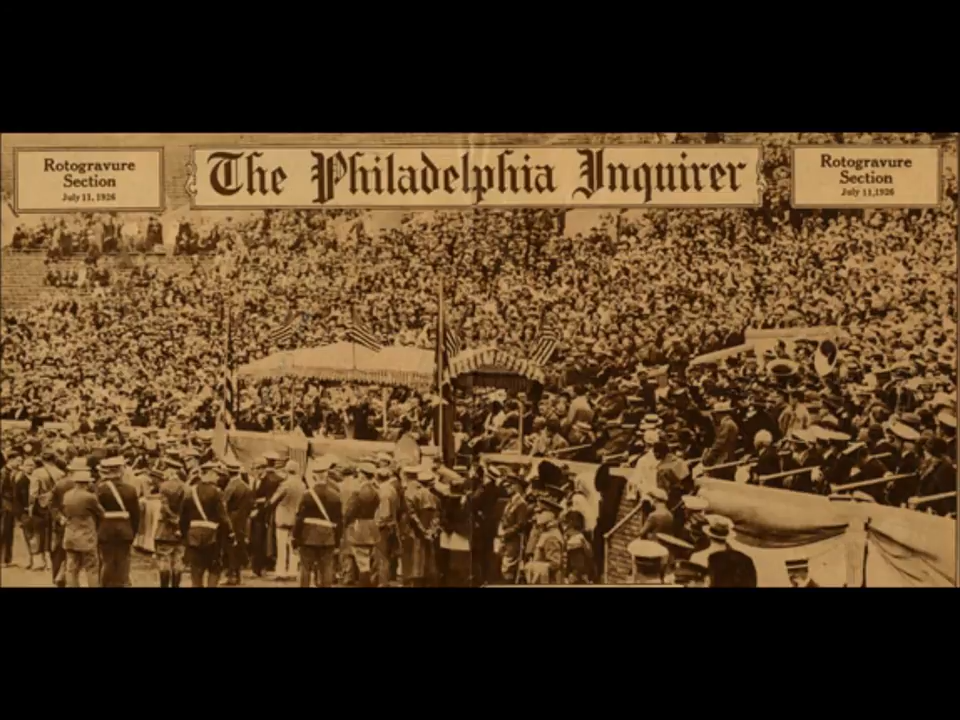 Rotogravure
Section
July 11, 1926
The Philadelphia Inquirer
Rotogravure
Section
July 11, 1926